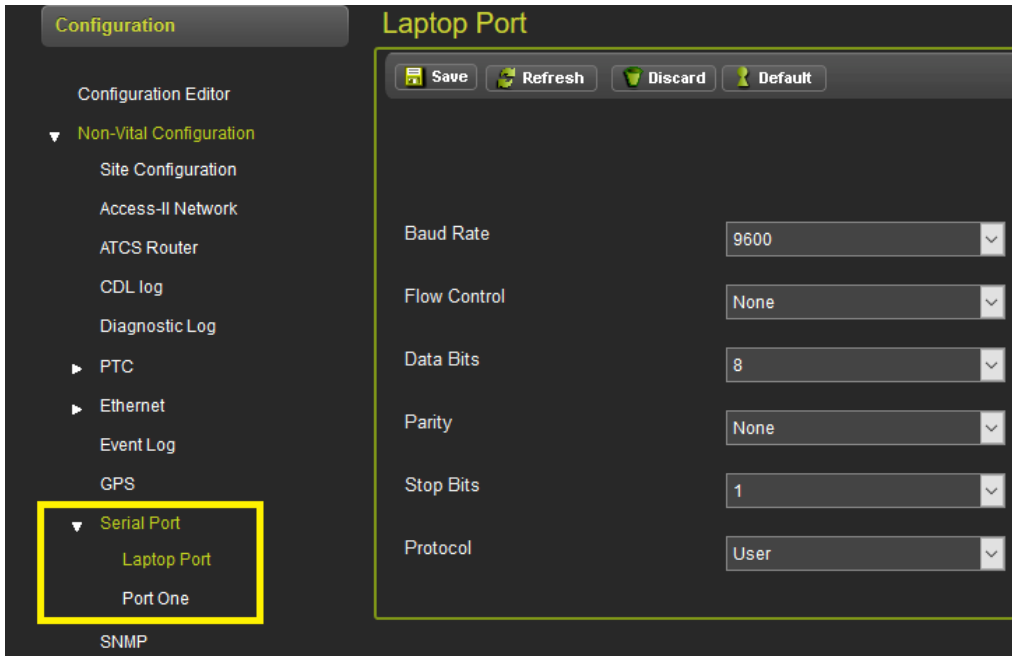 Configuration
Configuration Editor
Non-Vital Configuration
Site Configuration
Access-II Network
ATCS Router
CDL log
Diagnostic Log
PTC
Ethernet
Event Log
GPS
Serial Port
Laptop Port
Port One
SNMP
Laptop Port
Save Refresh Discard Default
Baud Rate 9600
Flow Control None
Data Bits 8
Parity None
Stop Bits 1
Protocol User